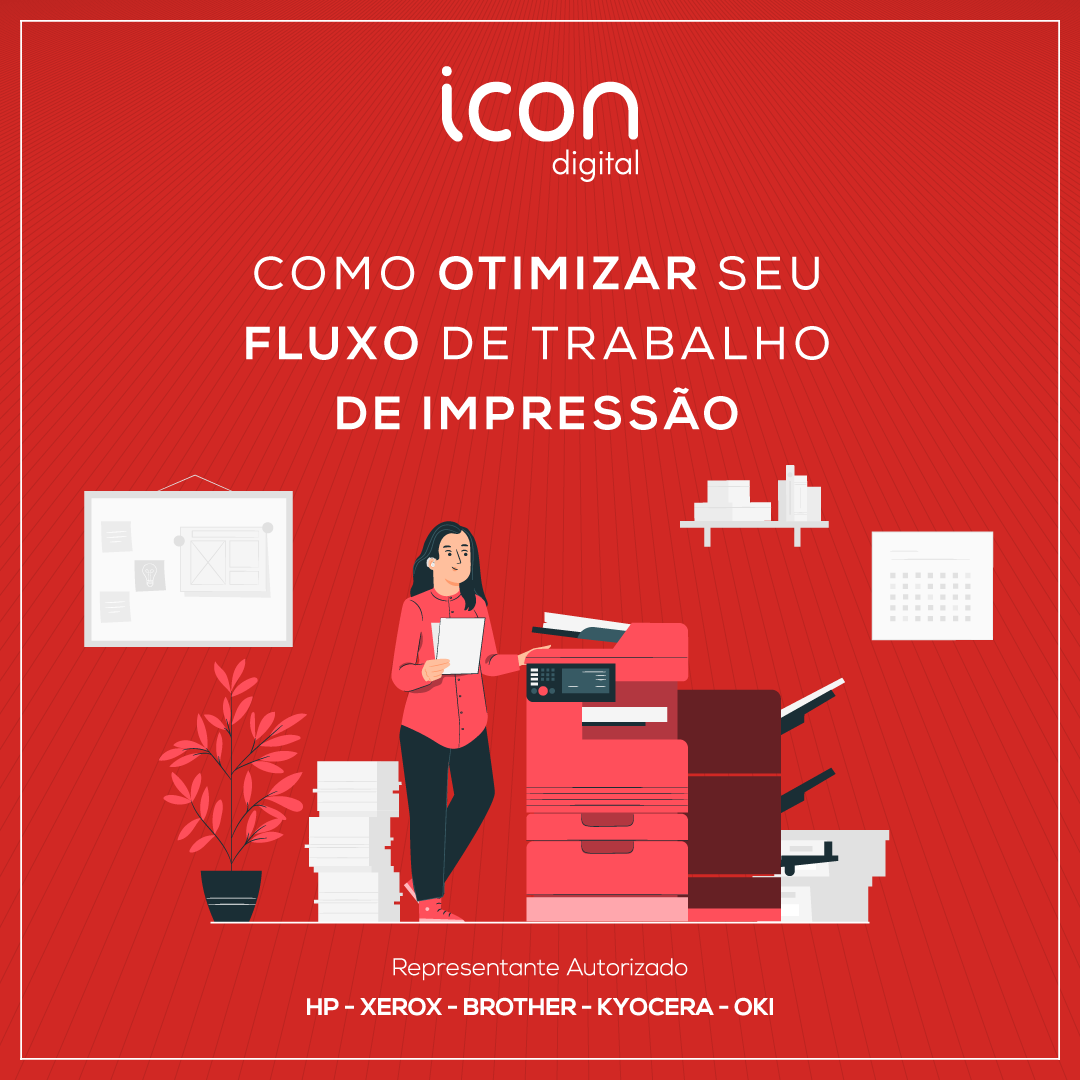 icon
digital
COMO OTIMIZAR SEU
FLUXO DE TRABALHO
DE IMPRESSÃO
Representante Autorizado
HP - XEROX - BROTHER - KYOCERA - OKI